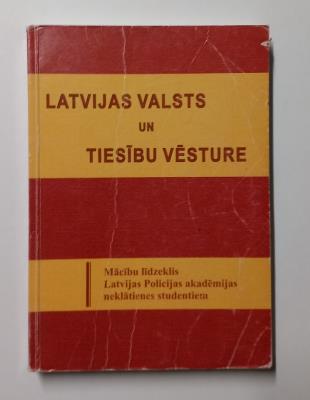 LATVIJAS VALSTS
UN
TIESĪBU VĒSTURE
Mācību līdzeklis
Latvijas Policijas akadēmijas
neklātienes studentiem